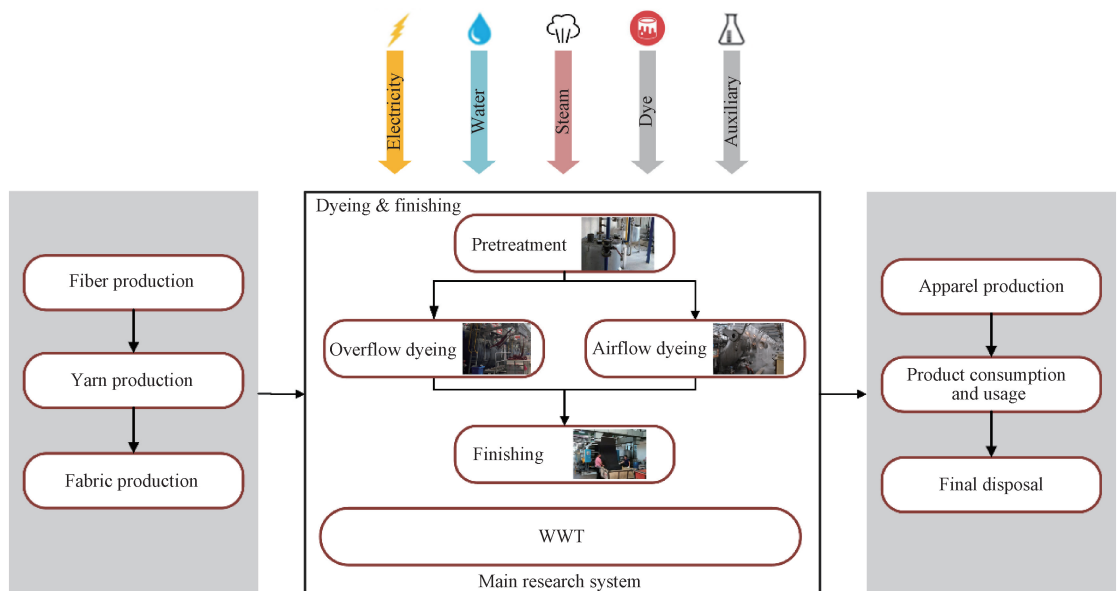 Electricity
Water
Steam
Dye
Auxiliary
Fiber production
Yarn production
Fabric production
Dyeing & finishing
Pretreatment
Overflow dyeing
Airflow dyeing
Finishing
WWT
Main research system
Apparel production
Product consumption
and usage
Final disposal